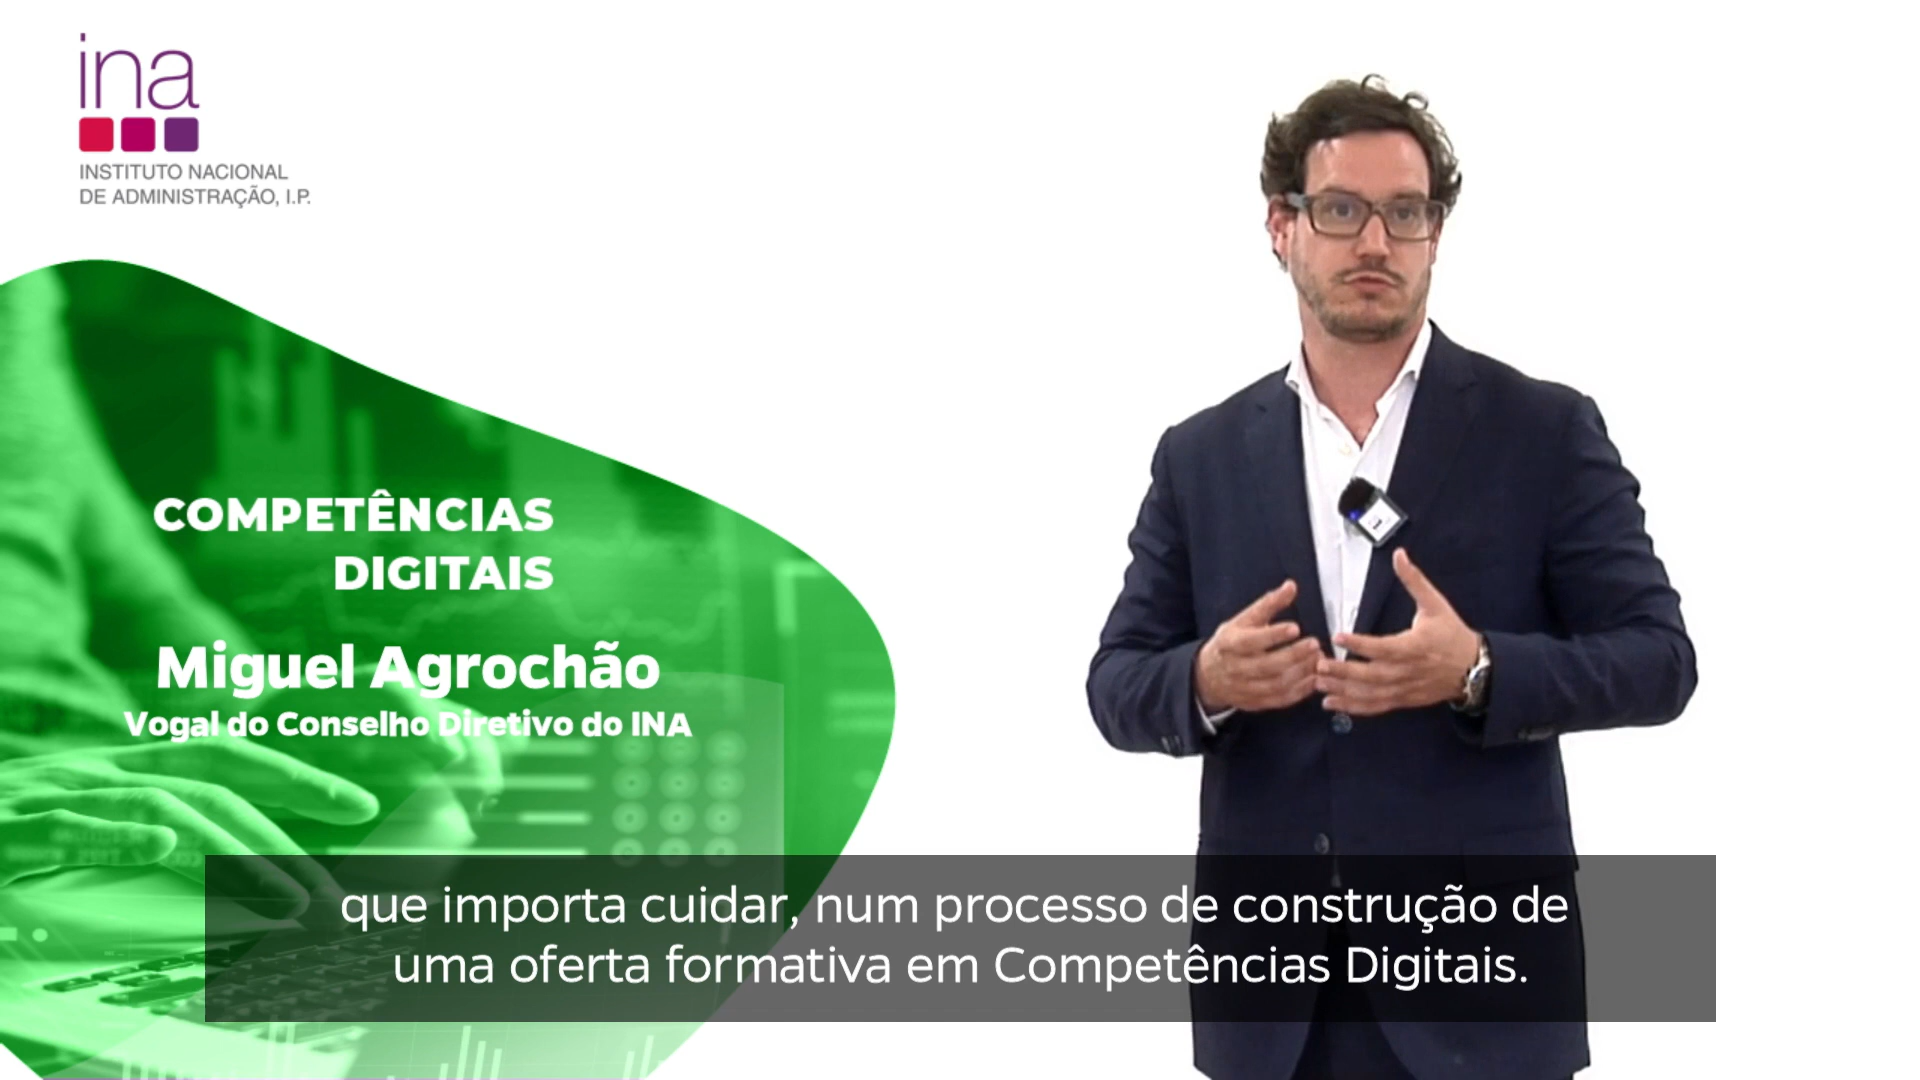 ina
INSTITUTO NACIONAL
DE ADMINISTRAÇÃO, I.P.
COMPETÊNCIAS
DIGITAIS
Miguel Agrochão
Vogal do Conselho Diretivo do INA
que importa cuidar, num processo de construção de
uma oferta formativa em Competências Digitais.